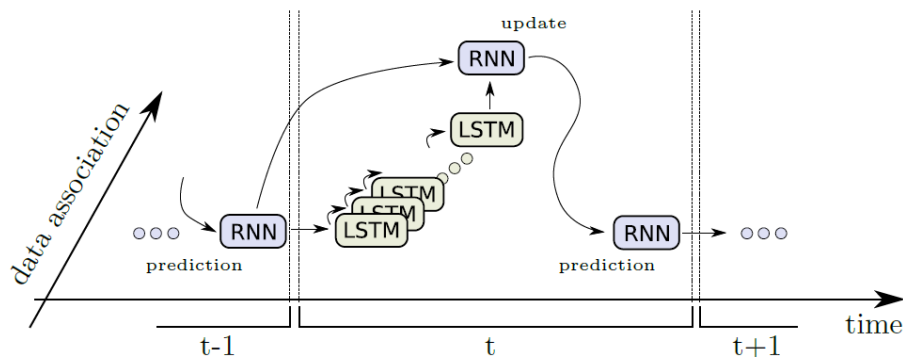 update
RNN
LSTM
data association
LSTM
LSTM
RNN
LSTM
RNN
prediction
prediction
time
t-1
t
t+1